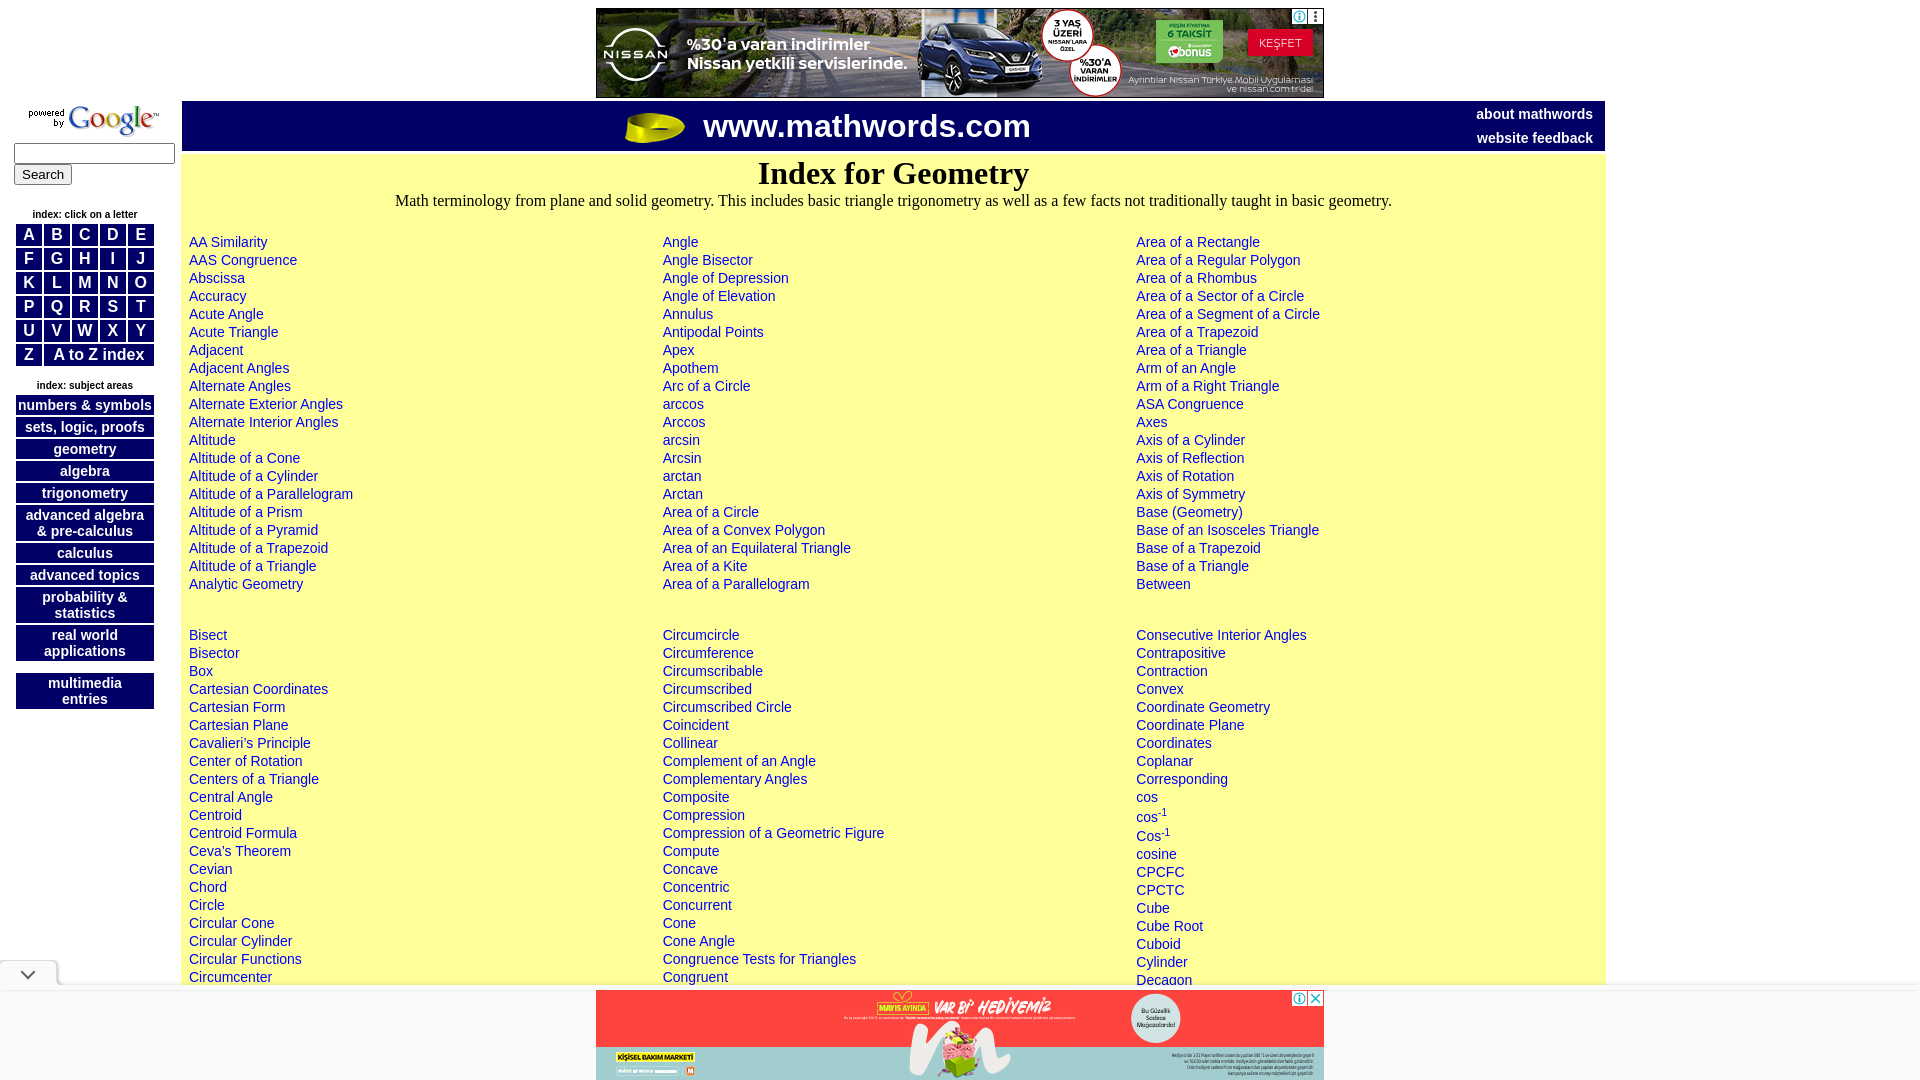 NISSAN
%30'a varan indirimler
Nissan yetkili servislerinde.
3 YAŞ
ÜZERİ
NISSAN'LARA
ÖZEL
%30'A
VARAN
İNDİRİMLER
PEŞİN FİYATINA
6 TAKSİT
bonus
KEŞFET
Ayrıntılar Nissan Türkiye Mobil Uygulaması
ve nissan.com.tr'de!
powered
by
Google™
Search
index: click on a letter
A B C D E
F G H I J
K L M N O
P Q R S T
U V W X Y
Z A to Z index
index: subject areas
numbers & symbols
sets, logic, proofs
geometry
algebra
trigonometry
advanced algebra
& pre-calculus
calculus
advanced topics
probability &
statistics
real world
applications
multimedia
entries
www.mathwords.com
about mathwords
website feedback
Index for Geometry
Math terminology from plane and solid geometry. This includes basic triangle trigonometry as well as a few facts not traditionally taught in basic geometry.
AA Similarity
AAS Congruence
Abscissa
Accuracy
Acute Angle
Acute Triangle
Adjacent
Adjacent Angles
Alternate Angles
Alternate Exterior Angles
Alternate Interior Angles
Altitude
Altitude of a Cone
Altitude of a Cylinder
Altitude of a Parallelogram
Altitude of a Prism
Altitude of a Pyramid
Altitude of a Trapezoid
Altitude of a Triangle
Analytic Geometry
Angle
Angle Bisector
Angle of Depression
Angle of Elevation
Annulus
Antipodal Points
Apex
Apothem
Arc of a Circle
arccos
Arccos
arcsin
Arcsin
arctan
Arctan
Area of a Circle
Area of a Convex Polygon
Area of an Equilateral Triangle
Area of a Kite
Area of a Parallelogram
Area of a Rectangle
Area of a Regular Polygon
Area of a Rhombus
Area of a Sector of a Circle
Area of a Segment of a Circle
Area of a Trapezoid
Area of a Triangle
Arm of an Angle
Arm of a Right Triangle
ASA Congruence
Axes
Axis of a Cylinder
Axis of Reflection
Axis of Rotation
Axis of Symmetry
Base (Geometry)
Base of an Isosceles Triangle
Base of a Trapezoid
Base of a Triangle
Between
Bisect
Bisector
Box
Cartesian Coordinates
Cartesian Form
Cartesian Plane
Cavalieri’s Principle
Center of Rotation
Centers of a Triangle
Central Angle
Centroid
Centroid Formula
Ceva’s Theorem
Cevian
Chord
Circle
Circular Cone
Circular Cylinder
Circular Functions
Circumcenter
Circumcircle
Circumference
Circumscribable
Circumscribed
Circumscribed Circle
Coincident
Collinear
Complement of an Angle
Complementary Angles
Composite
Compression
Compression of a Geometric Figure
Compute
Concave
Concentric
Concurrent
Cone
Cone Angle
Congruence Tests for Triangles
Congruent
Consecutive Interior Angles
Contrapositive
Contraction
Convex
Coordinate Geometry
Coordinate Plane
Coordinates
Coplanar
Corresponding
cos
cos-1
Cos-1
cosine
CPCFC
CPCTC
Cube
Cube Root
Cuboid
Cylinder
Decagon
MAYIS AYINDA
VAR Bİ' HEDİYEMİZ
Bu Güzellik
Sadece
Mağazalarda!
KİŞİSEL BAKIM MARKETİ